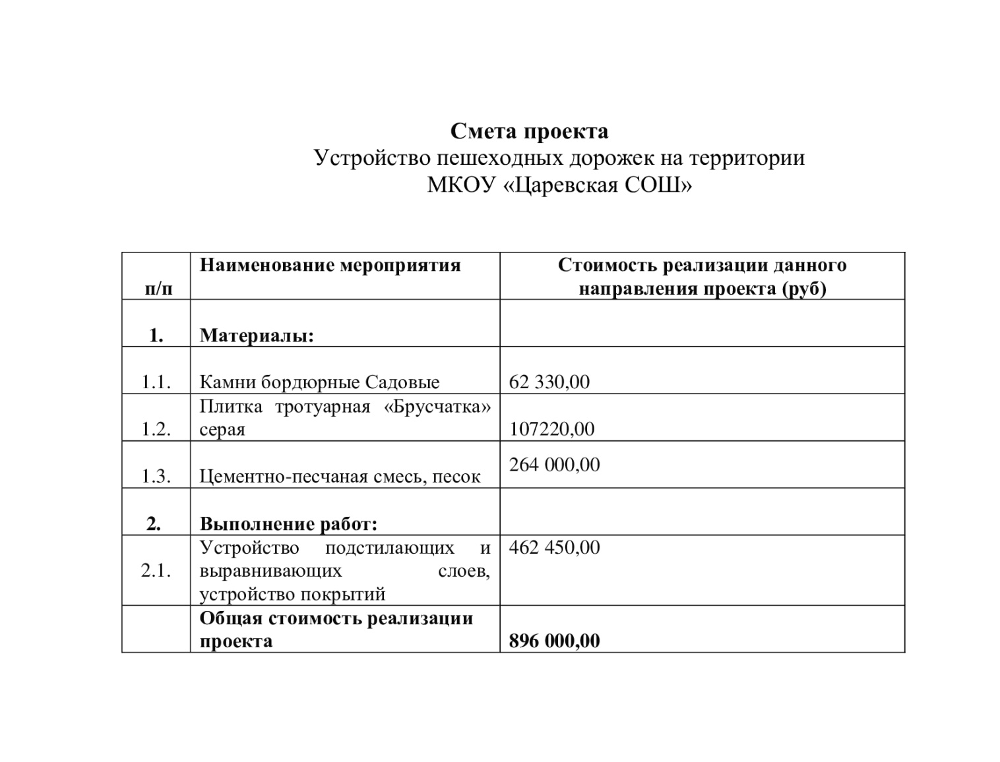 Смета проекта
Устройство пешеходных дорожек на территории
МКОУ «Царевская СОШ»
п/п
Наименование мероприятия
Стоимость реализации данного
направления проекта (руб)
1.
Материалы:
1.1.
Камни бордюрные Садовые
62 330,00
1.2.
Плитка тротуарная «Брусчатка»
серая
107220,00
1.3.
Цементно-песчаная смесь, песок
264 000,00
2.
Выполнение работ:
2.1.
Устройство подстилающих и
выравнивающих слоев,
устройство покрытий
462 450,00
Общая стоимость реализации
проекта
896 000,00